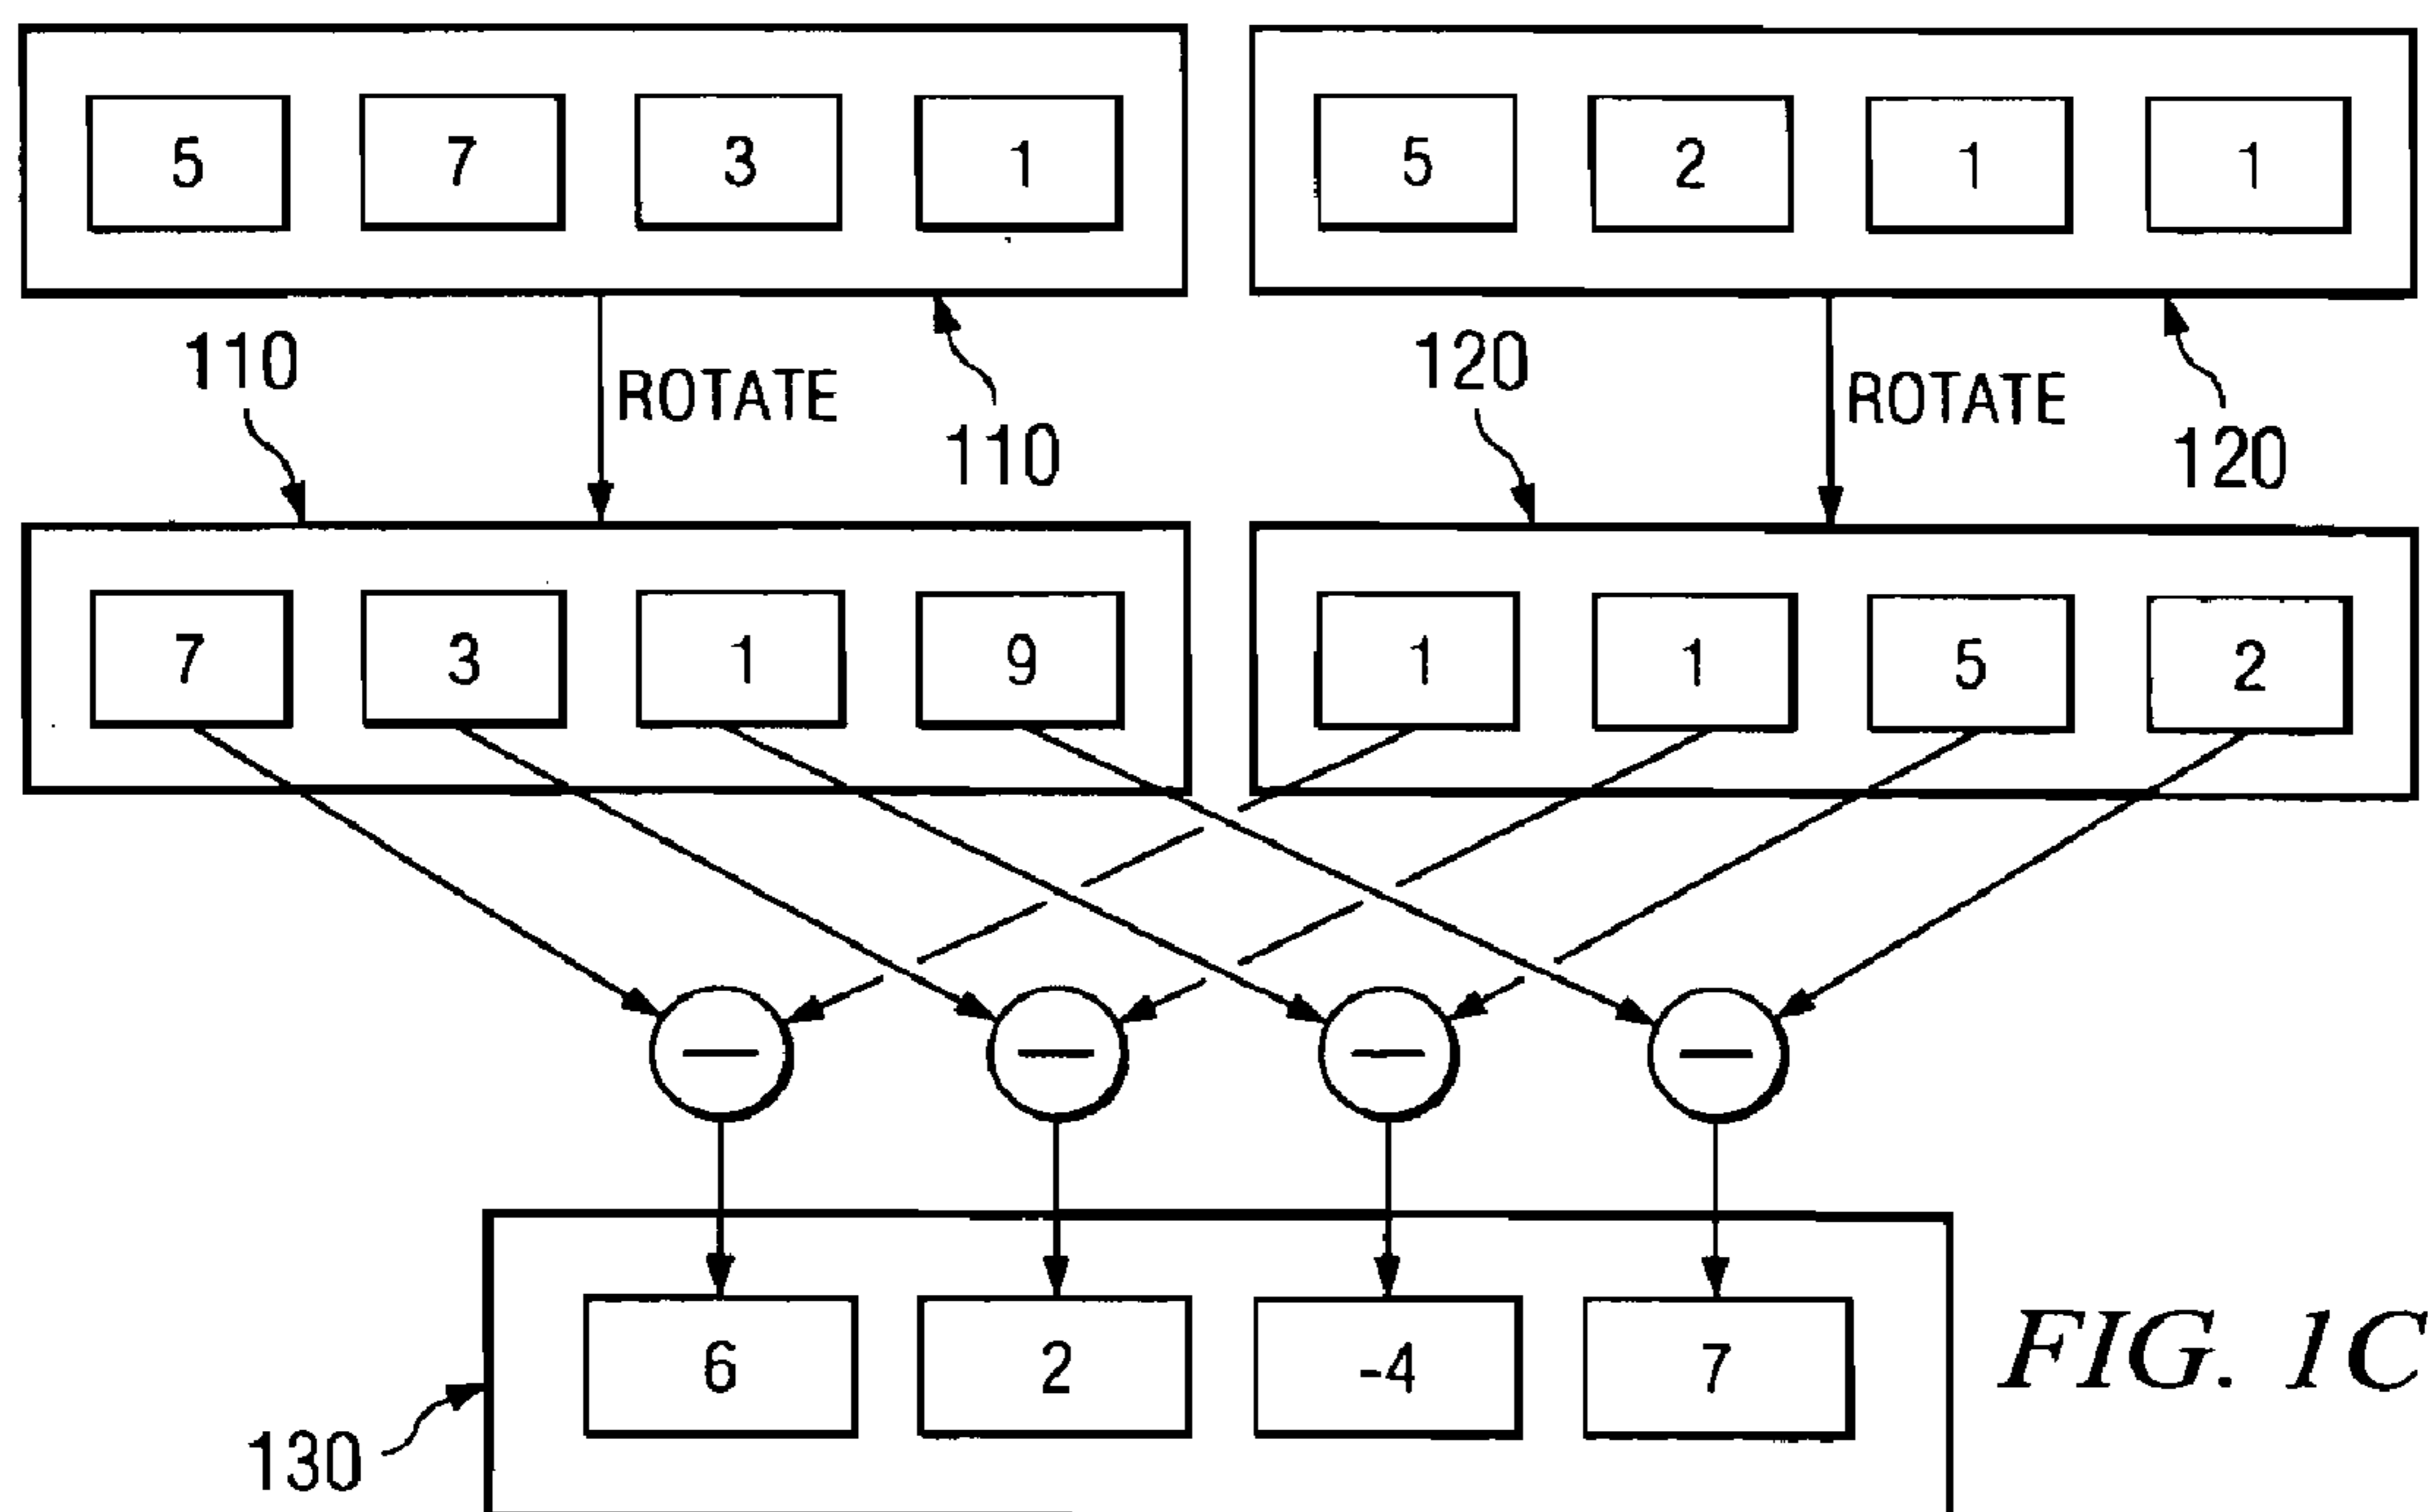 5 7 3 1 5 2 1 1
110 ROTATE 110 120 ROTATE 120
7 3 1 9 1 1 5 2
— — — —
6 2 -4 7
130
FIG. 1C